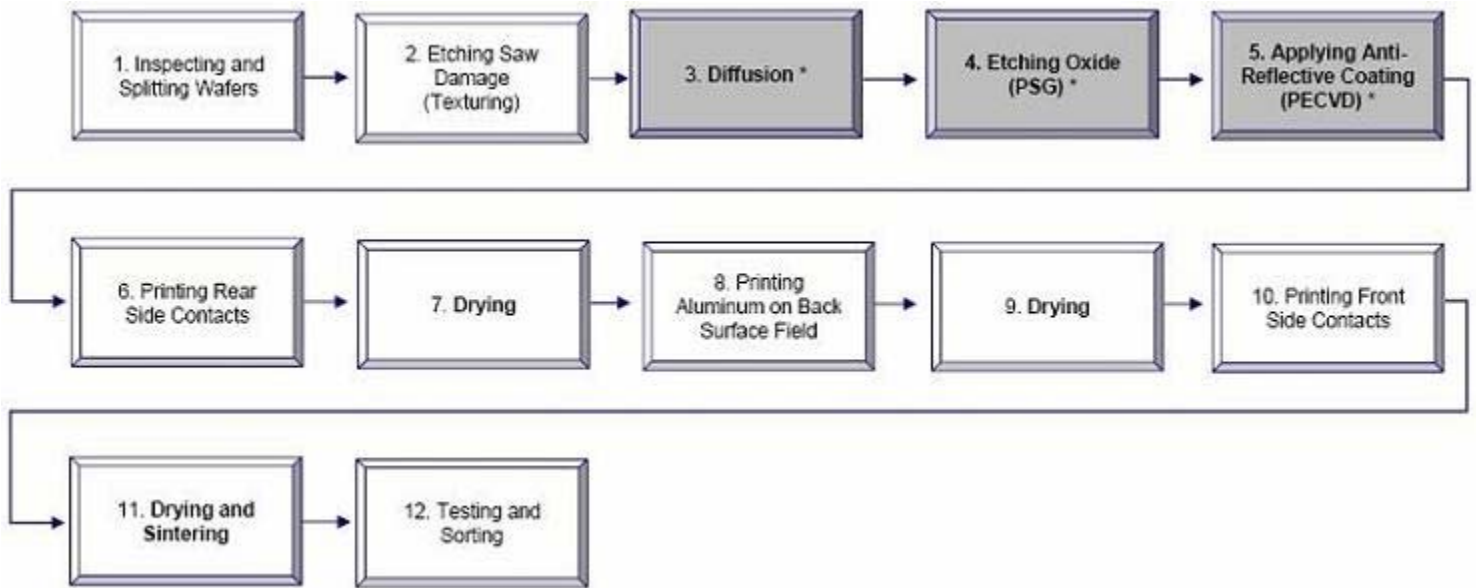 1. Inspecting and
Splitting Wafers
2. Etching Saw
Damage
(Texturing)
3. Diffusion *
4. Etching Oxide
(PSG) *
5. Applying Anti-
Reflective Coating
(PECVD) *
6. Printing Rear
Side Contacts
7. Drying
8. Printing
Aluminum on Back
Surface Field
9. Drying
10. Printing Front
Side Contacts
11. Drying and
Sintering
12. Testing and
Sorting